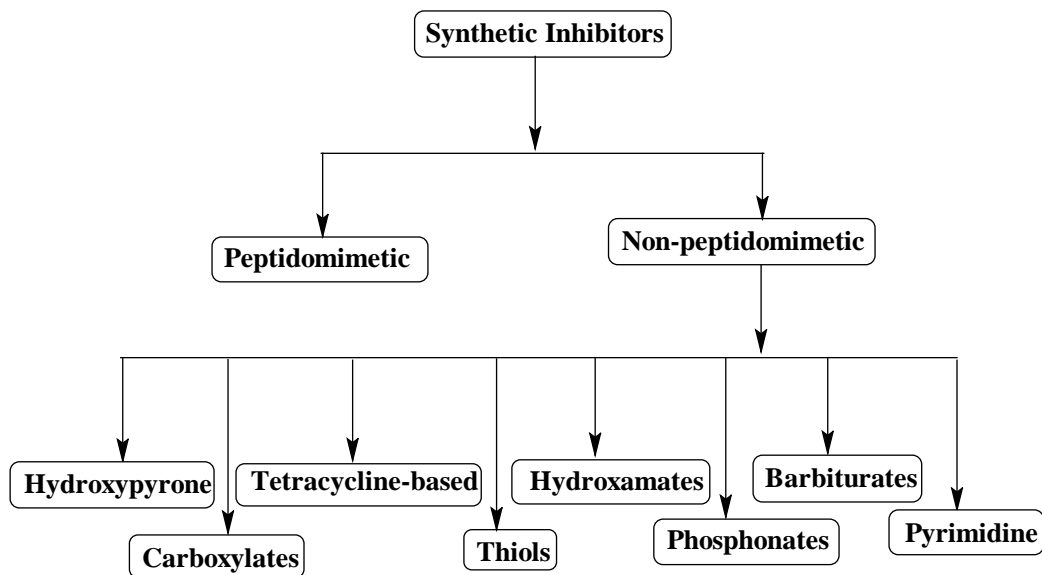 Synthetic Inhibitors
Peptidomimetic
Non-peptidomimetic
Hydroxypyrone
Carboxylates
Tetracycline-based
Thiols
Hydroxamates
Phosphonates
Barbiturates
Pyrimidine